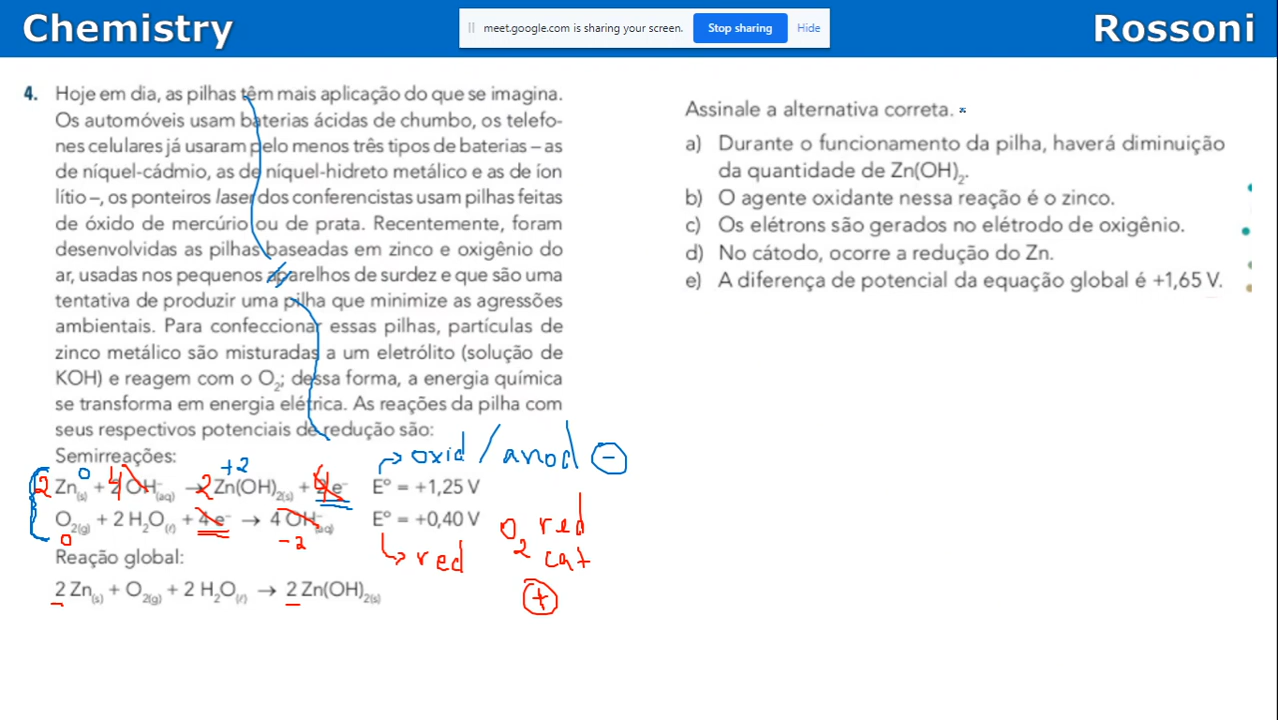 Chemistry
meet.google.com is sharing your screen. Stop sharing Hide
Rossoni
4. Hoje em dia, as pilhas têm mais aplicação do que se imagina.
Os automóveis usam baterias ácidas de chumbo, os telefo-
nes celulares já usaram pelo menos três tipos de baterias – as
de níquel-cádmio, as de níquel-hidreto metálico e as de íon
lítio –, os ponteiros laser dos conferencistas usam pilhas feitas
de óxido de mercúrio ou de prata. Recentemente, foram
desenvolvidas as pilhas baseadas em zinco e oxigênio do
ar, usadas nos pequenos aparelhos de surdez e que são uma
tentativa de produzir uma pilha que minimize as agressões
ambientais. Para confeccionar essas pilhas, partículas de
zinco metálico são misturadas a um eletrólito (solução de
KOH) e reagem com o O₂; dessa forma, a energia química
se transforma em energia elétrica. As reações da pilha com
seus respectivos potenciais de redução são:
Semirreações:
0 +2 → oxid / anod ⊖
2 Zn(s) + 4 OH⁻(aq) → 2 Zn(OH)₂(s) + 4 e⁻ E° = +1,25 V
O₂(g) + 2 H₂O(ℓ) + 4 e⁻ → 4 OH⁻(aq) E° = +0,40 V
0 -2 → red
O₂ red
cat
⊕
Reação global:
2 Zn(s) + O₂(g) + 2 H₂O(ℓ) → 2 Zn(OH)₂(s)
Assinale a alternativa correta.
a) Durante o funcionamento da pilha, haverá diminuição
da quantidade de Zn(OH)₂.
b) O agente oxidante nessa reação é o zinco.
c) Os elétrons são gerados no elétrodo de oxigênio.
d) No cátodo, ocorre a redução do Zn.
e) A diferença de potencial da equação global é +1,65 V.